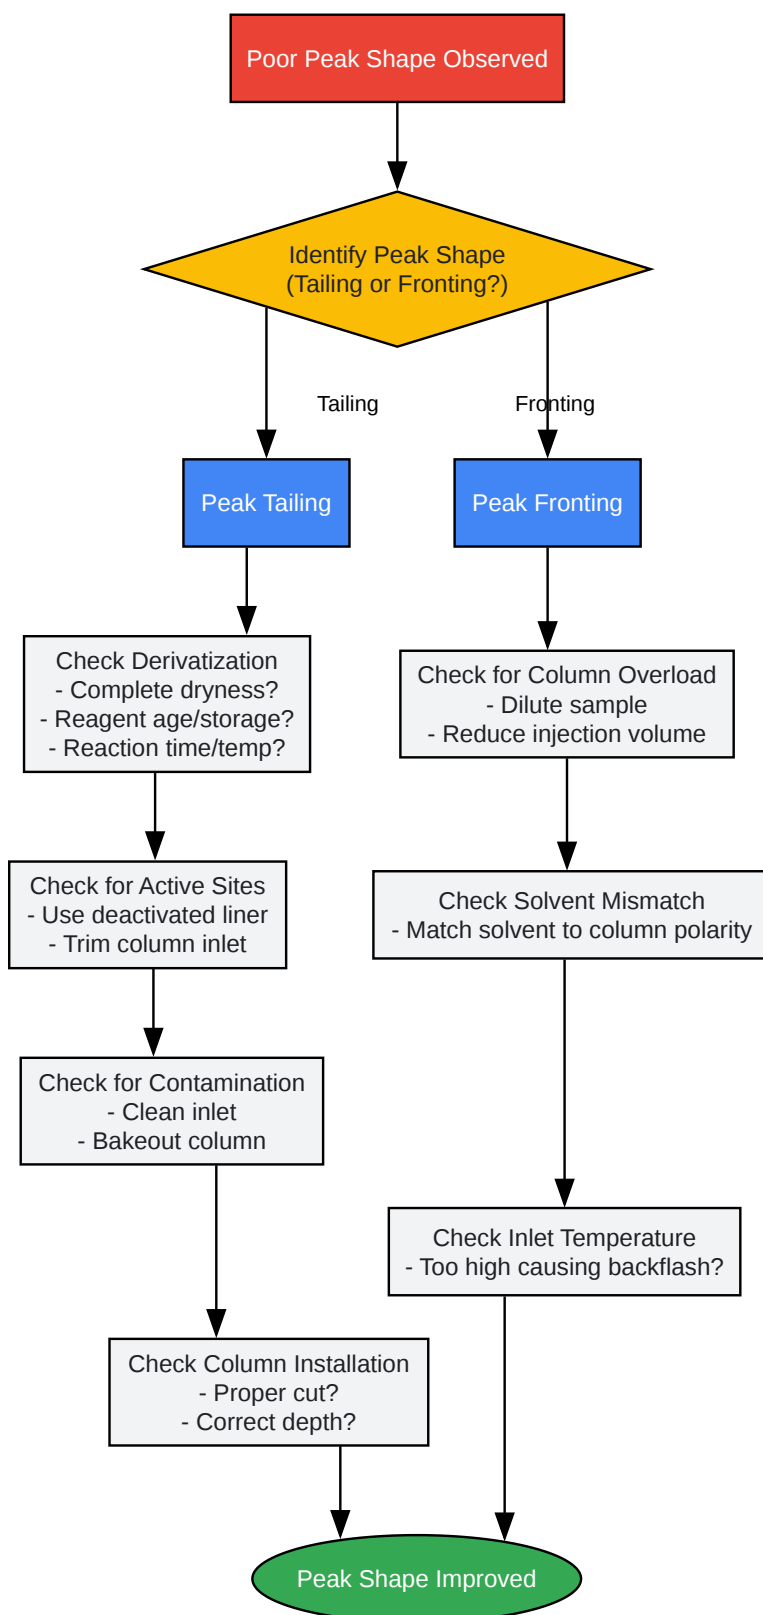 Poor Peak Shape Observed
Identify Peak Shape
(Tailing or Fronting?)
Tailing
Fronting
Peak Tailing
Peak Fronting
Check Derivatization
- Complete dryness?
- Reagent age/storage?
- Reaction time/temp?
Check for Column Overload
- Dilute sample
- Reduce injection volume
Check for Active Sites
- Use deactivated liner
- Trim column inlet
Check Solvent Mismatch
- Match solvent to column polarity
Check for Contamination
- Clean inlet
- Bakeout column
Check Inlet Temperature
- Too high causing backflash?
Check Column Installation
- Proper cut?
- Correct depth?
Peak Shape Improved